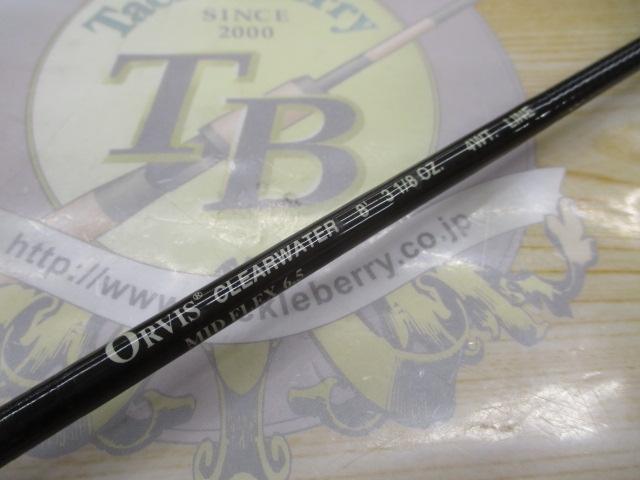 Tackleberry
SINCE
2000
TB
http://www.tackleberry.co.jp
ORVIS® CLEARWATER 8' 3 1/8 OZ. 4WT. LINE
MID FLEX 6.5